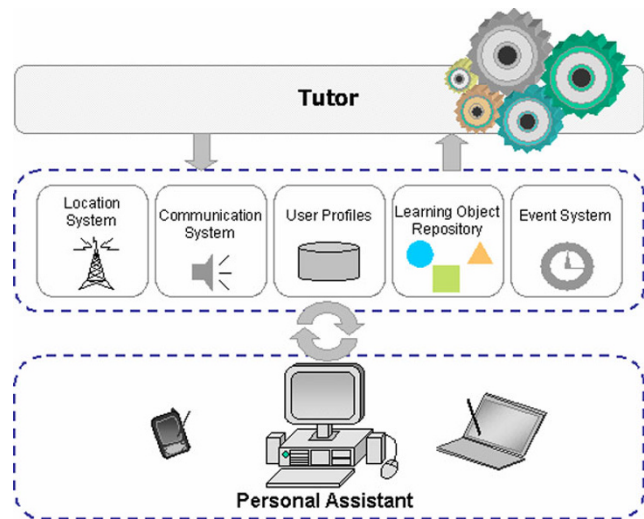 Tutor
Location
System
Communication
System
User Profiles
Learning Object
Repository
Event System
Personal Assistant